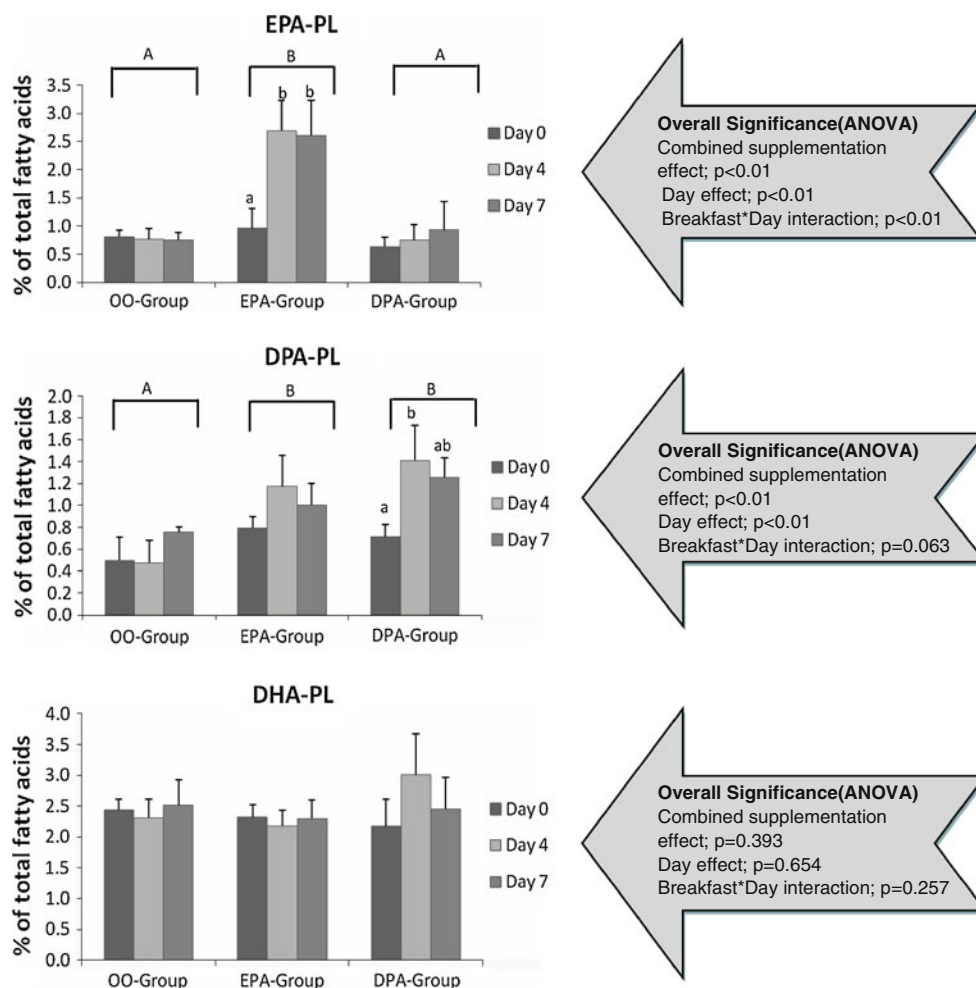 EPA-PL
A
B
A
% of total fatty acids
3.5
3.0
2.5
2.0
1.5
1.0
0.5
0.0
a
b
b
Day 0
Day 4
Day 7
OO-Group
EPA-Group
DPA-Group
Overall Significance(ANOVA)
Combined supplementation
effect; p<0.01
Day effect; p<0.01
Breakfast*Day interaction; p<0.01
DPA-PL
A
B
B
% of total fatty acids
2.0
1.8
1.6
1.4
1.2
1.0
0.8
0.6
0.4
0.2
0.0
a
b
ab
Day 0
Day 4
Day 7
OO-Group
EPA-Group
DPA-Group
Overall Significance(ANOVA)
Combined supplementation
effect; p<0.01
Day effect; p<0.01
Breakfast*Day interaction; p=0.063
DHA-PL
% of total fatty acids
4.0
3.5
3.0
2.5
2.0
1.5
1.0
0.5
0.0
Day 0
Day 4
Day 7
OO-Group
EPA-Group
DPA-Group
Overall Significance(ANOVA)
Combined supplementation
effect; p=0.393
Day effect; p=0.654
Breakfast*Day interaction; p=0.257